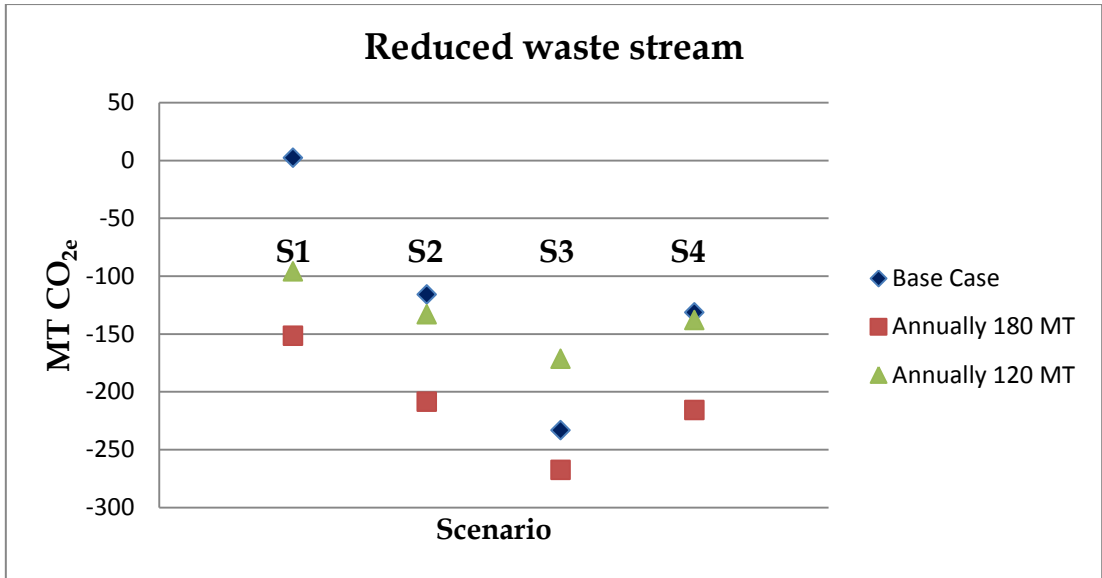 Reduced waste stream
50
0
-50
-100
-150
-200
-250
-300
MT CO2e
S1 S2 S3 S4
Scenario
Base Case
Annually 180 MT
Annually 120 MT